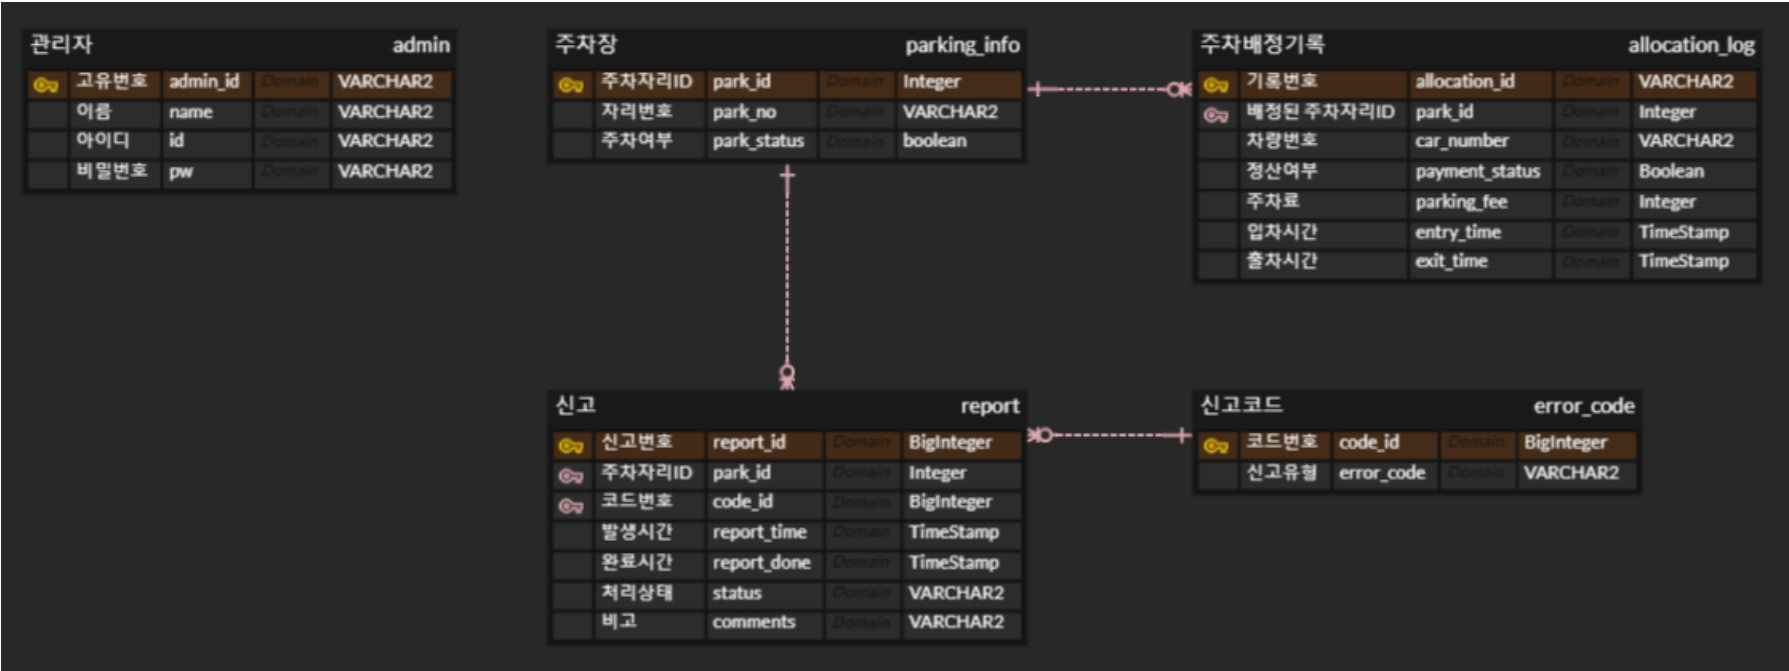 관리자 admin
고유번호 admin_id Domain VARCHAR2
이름 name Domain VARCHAR2
아이디 id Domain VARCHAR2
비밀번호 pw Domain VARCHAR2
주차장 parking_info
주차자리ID park_id Domain Integer
자리번호 park_no Domain VARCHAR2
주차여부 park_status Domain boolean
주차배정기록 allocation_log
기록번호 allocation_id Domain VARCHAR2
배정된 주차자리ID park_id Domain Integer
차량번호 car_number Domain VARCHAR2
정산여부 payment_status Domain Boolean
주차료 parking_fee Domain Integer
입차시간 entry_time Domain TimeStamp
출차시간 exit_time Domain TimeStamp
신고 report
신고번호 report_id Domain BigInteger
주차자리ID park_id Domain Integer
코드번호 code_id Domain BigInteger
발생시간 report_time Domain TimeStamp
완료시간 report_done Domain TimeStamp
처리상태 status Domain VARCHAR2
비고 comments Domain VARCHAR2
신고코드 error_code
코드번호 code_id Domain BigInteger
신고유형 error_code Domain VARCHAR2